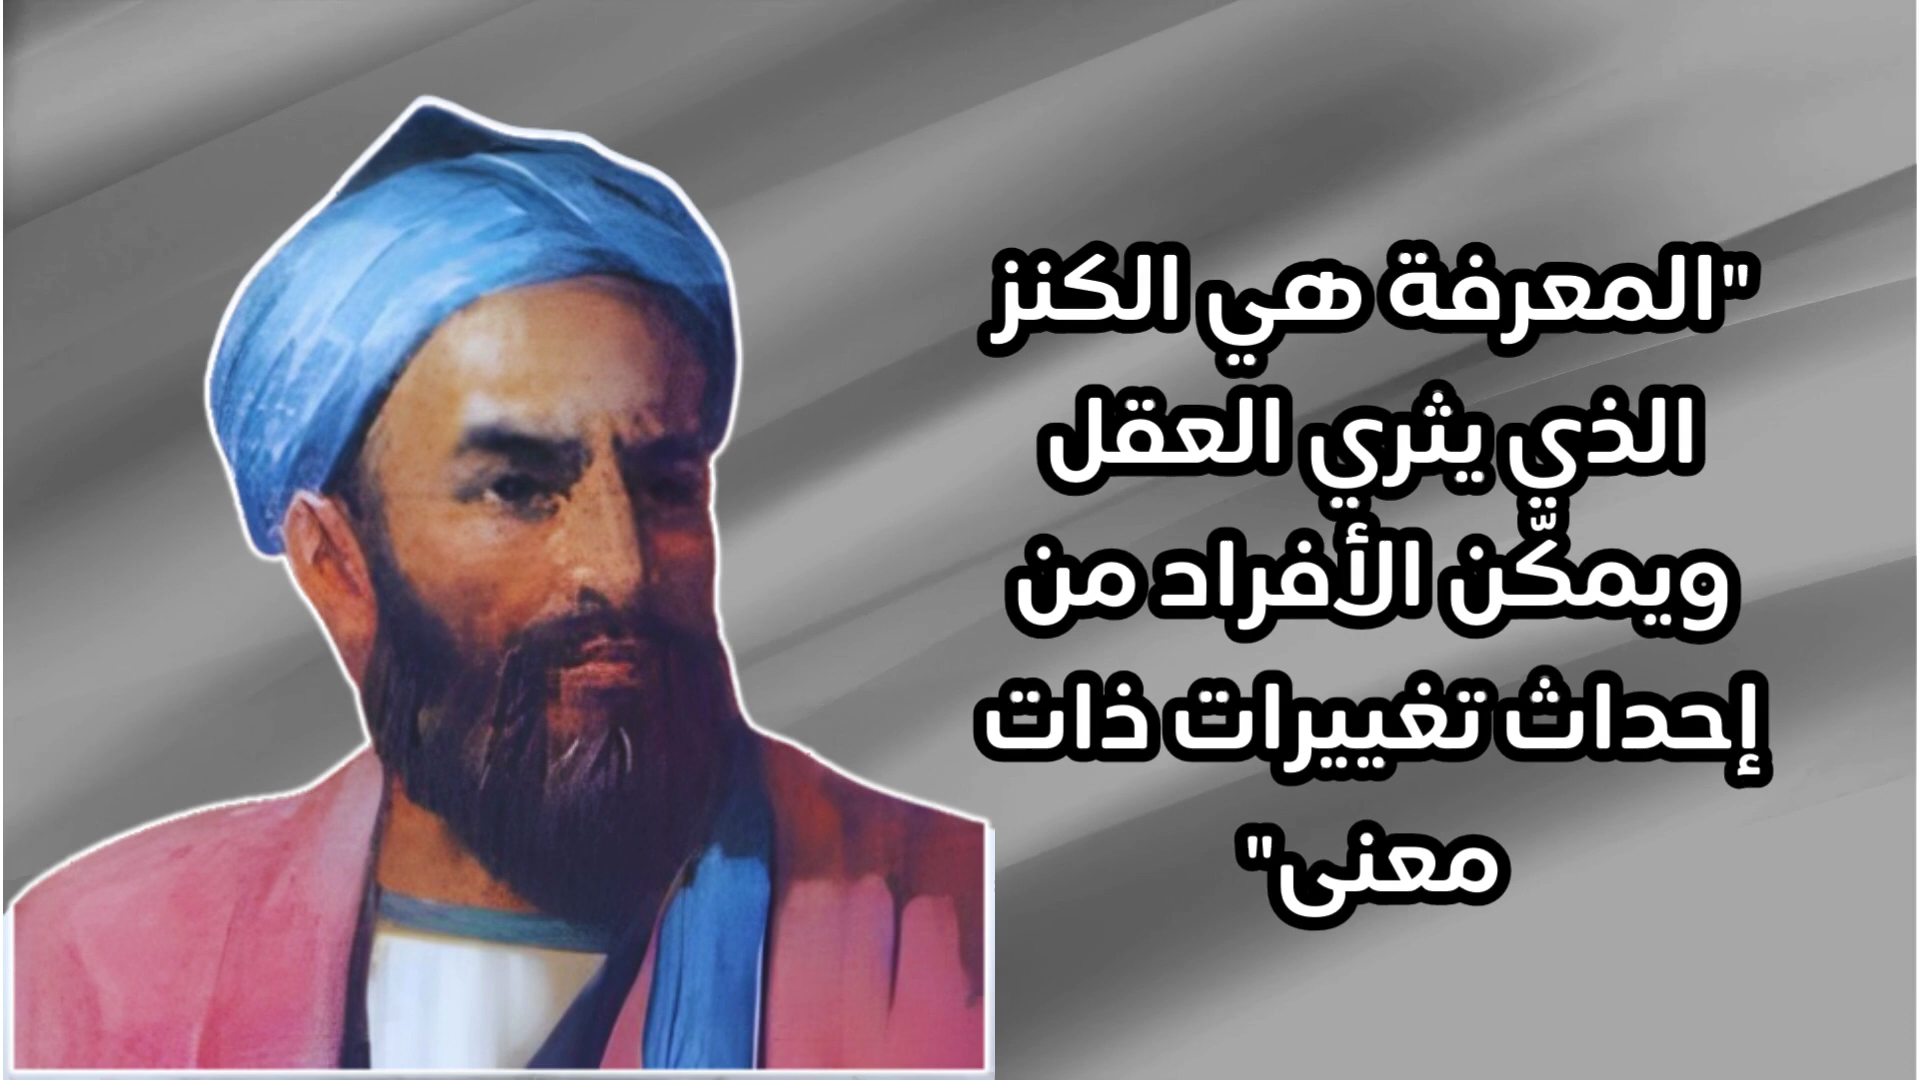 "المعرفة هي الكنز
الذي يثري العقل
ويمكّن الأفراد من
إحداث تغييرات ذات
معنى"